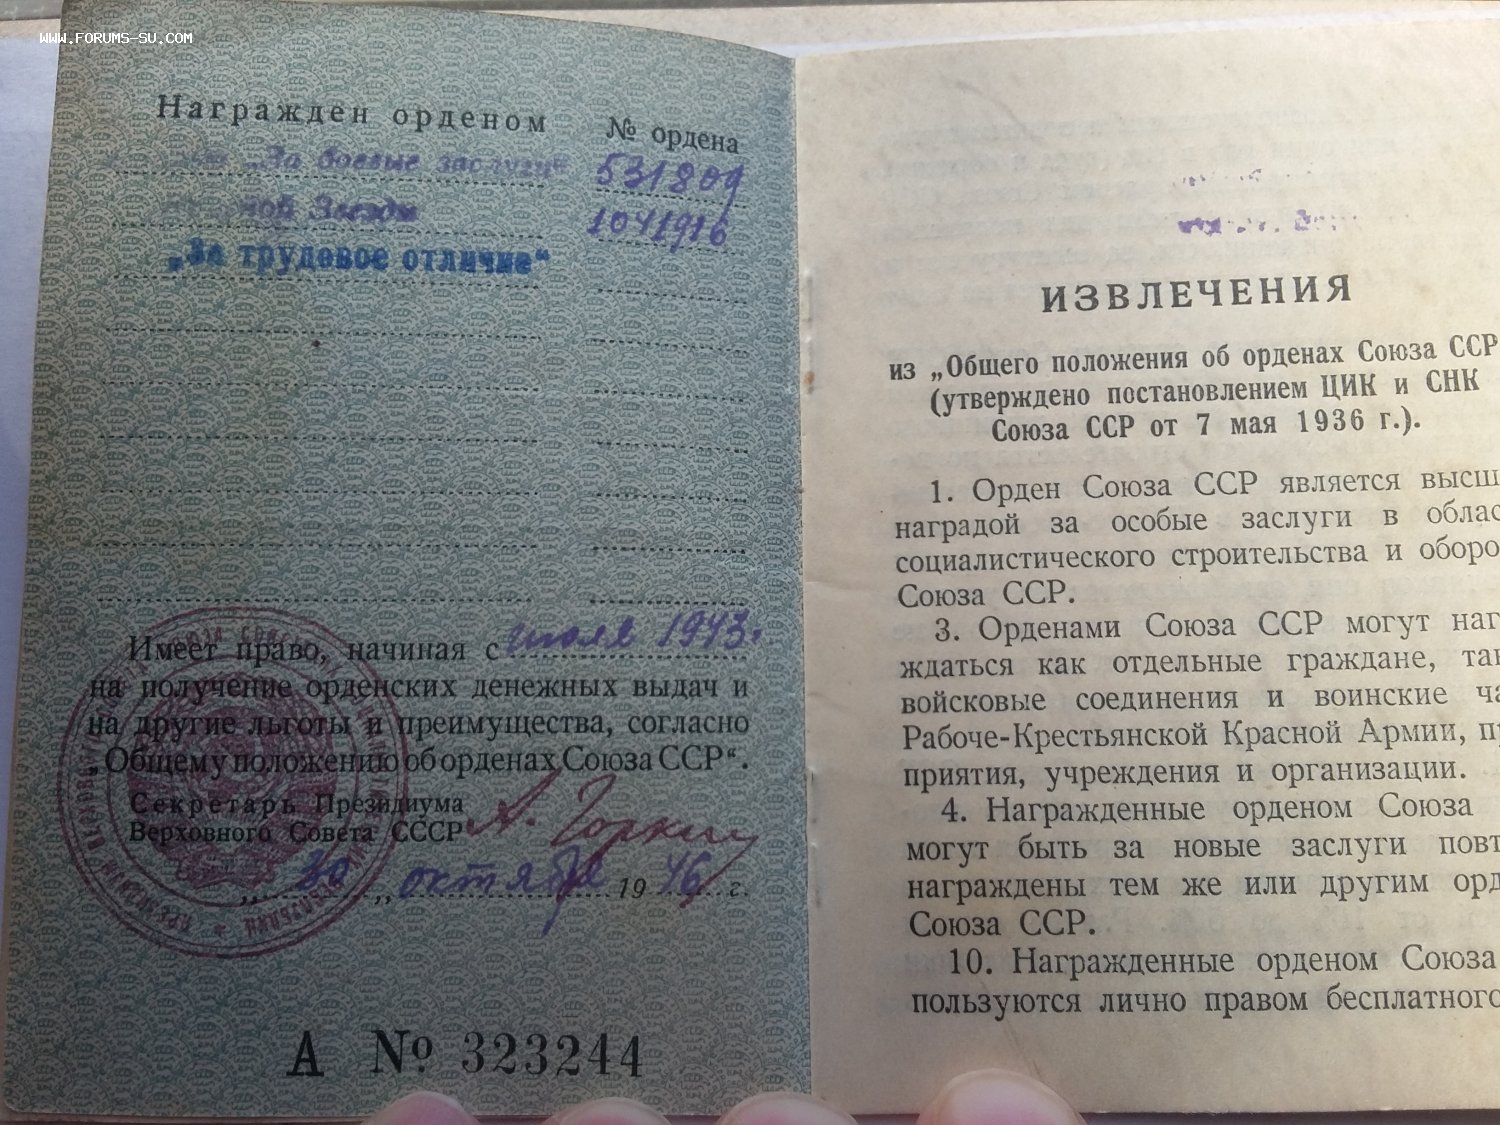 WWW.FORUMS-SU.COM
Награжден орденом
№ ордена
„За боевые заслуги“ 531809
Звезды 1041916
„За трудовое отличие“
Имеет право, начиная с июля 1943г.
на получение орденских денежных выдач и
на другие льготы и преимущества, согласно
„Общему положению об орденах Союза ССР“.
Секретарь Президиума
Верховного Совета СССР А. Горкин
„30„ октября 1946 г.
А № 323244
ИЗВЛЕЧЕНИЯ
из „Общего положения об орденах Союза ССР
(утверждено постановлением ЦИК и СНК
Союза ССР от 7 мая 1936 г.).
1. Орден Союза ССР является высш
наградой за особые заслуги в облас
социалистического строительства и оборо
Союза ССР.
3. Орденами Союза ССР могут наг
ждаться как отдельные граждане, так
войсковые соединения и воинские ча
Рабоче-Крестьянской Красной Армии, пр
приятия, учреждения и организации.
4. Награжденные орденом Союза
могут быть за новые заслуги повт
награждены тем же или другим орд
Союза ССР.
10. Награжденные орденом Союза
пользуются лично правом бесплатного